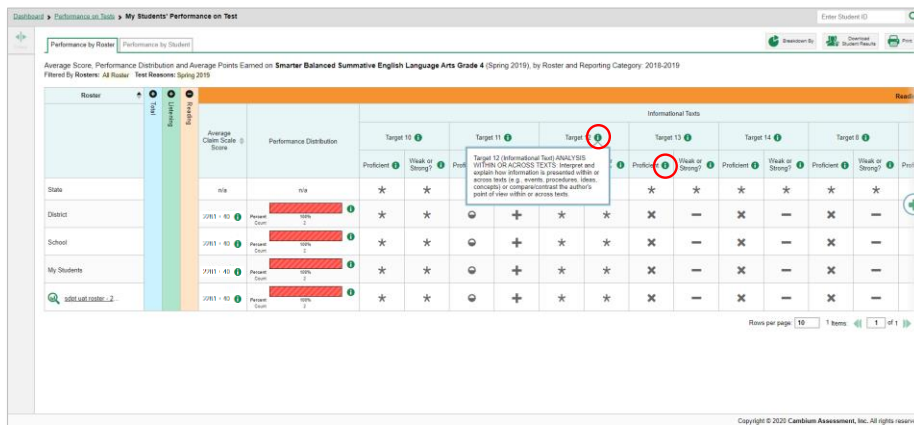 Dashboard > Performance on Tests > My Students' Performance on Test
Enter Student ID
Performance by Roster Performance by Student
Breakdown By Download Student Results Print
Average Score, Performance Distribution and Average Points Earned on Smarter Balanced Summative English Language Arts Grade 4 (Spring 2019), by Roster and Reporting Category: 2018-2019
Filtered By Rosters: All Roster Test Reasons: Spring 2019
Roster Total Listening Reading
Informational Texts
Average Claim Scale Score Performance Distribution
Target 10 Target 11 Target 13 Target 14 Target 8
Proficient Weak or Strong? Proficient Weak or Strong? Proficient Weak or Strong? Proficient Weak or Strong?
Target 12 (Informational Text) ANALYSIS
WITHIN OR ACROSS TEXTS: Interpret and
explain how information is presented within or
across texts (e.g., events, procedures, ideas,
concepts) or compare/contrast the author's
point of view within or across texts.
State n/a n/a * * * * * * * *
District Percent 100% Count 2 * * + * * × − × − × −
School Percent 100% Count 2 * * + * * × − × − × −
My Students Percent 100% Count 2 * * + * * × − × − × −
Percent 100% Count 2 * * + * * × − × − × −
Rows per page: 10 1 Items 1 of 1
Copyright © 2020 Cambium Assessment, Inc. All rights